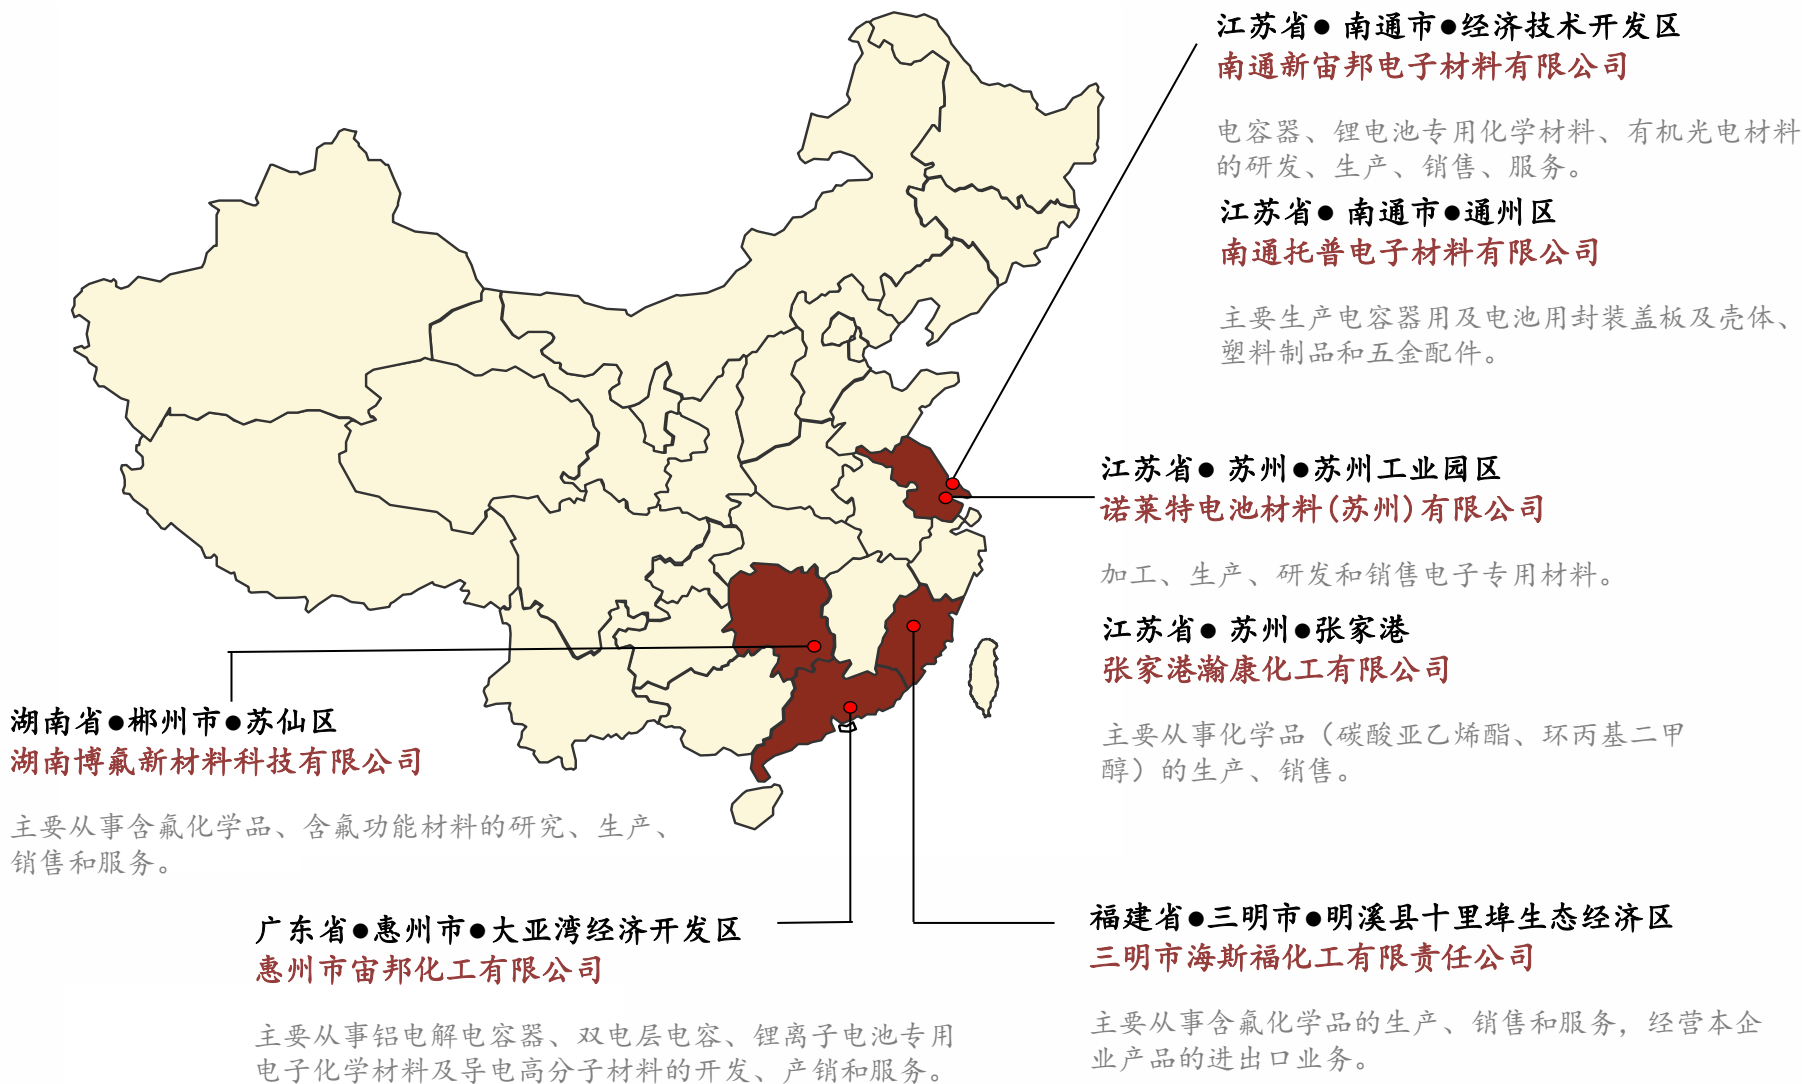 江苏省● 南通市●经济技术开发区
南通新宙邦电子材料有限公司
电容器、锂电池专用化学材料、有机光电材料
的研发、生产、销售、服务。
江苏省● 南通市●通州区
南通托普电子材料有限公司
主要生产电容器用及电池用封装盖板及壳体、
塑料制品和五金配件。
江苏省● 苏州●苏州工业园区
诺莱特电池材料(苏州)有限公司
加工、生产、研发和销售电子专用材料。
江苏省● 苏州●张家港
张家港瀚康化工有限公司
主要从事化学品（碳酸亚乙烯酯、环丙基二甲
醇）的生产、销售。
湖南省●郴州市●苏仙区
湖南博氟新材料科技有限公司
主要从事含氟化学品、含氟功能材料的研究、生产、
销售和服务。
广东省●惠州市●大亚湾经济开发区
惠州市宙邦化工有限公司
主要从事铝电解电容器、双电层电容、锂离子电池专用
电子化学材料及导电高分子材料的开发、产销和服务。
福建省●三明市●明溪县十里埠生态经济区
三明市海斯福化工有限责任公司
主要从事含氟化学品的生产、销售和服务，经营本企
业产品的进出口业务。